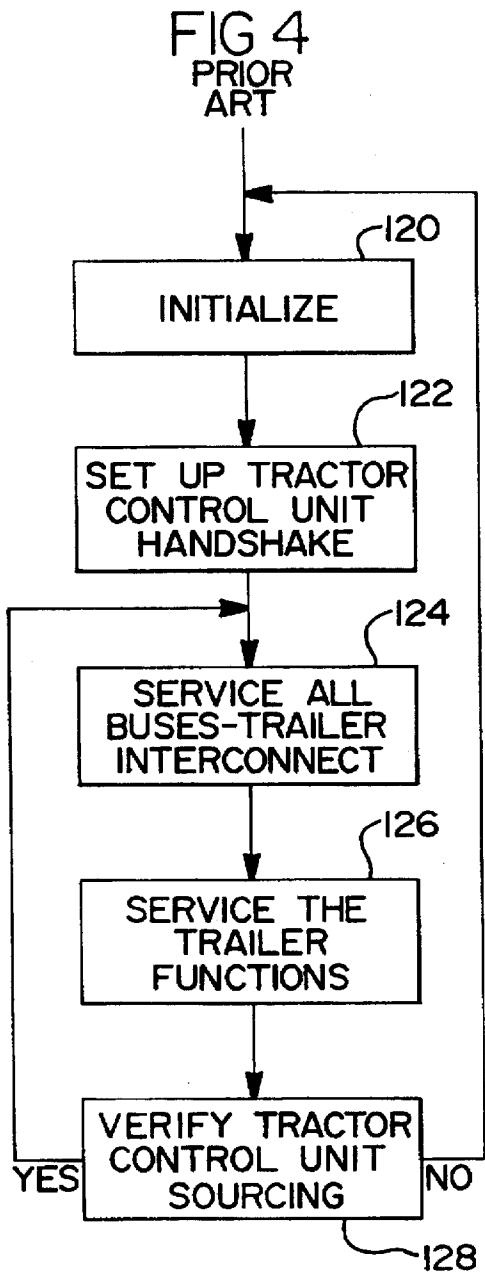 FIG 4
PRIOR
ART
120
INITIALIZE
122
SET UP TRACTOR
CONTROL UNIT
HANDSHAKE
124
SERVICE ALL
BUSES-TRAILER
INTERCONNECT
126
SERVICE THE
TRAILER
FUNCTIONS
VERIFY TRACTOR
CONTROL UNIT
SOURCING
YES
NO
128